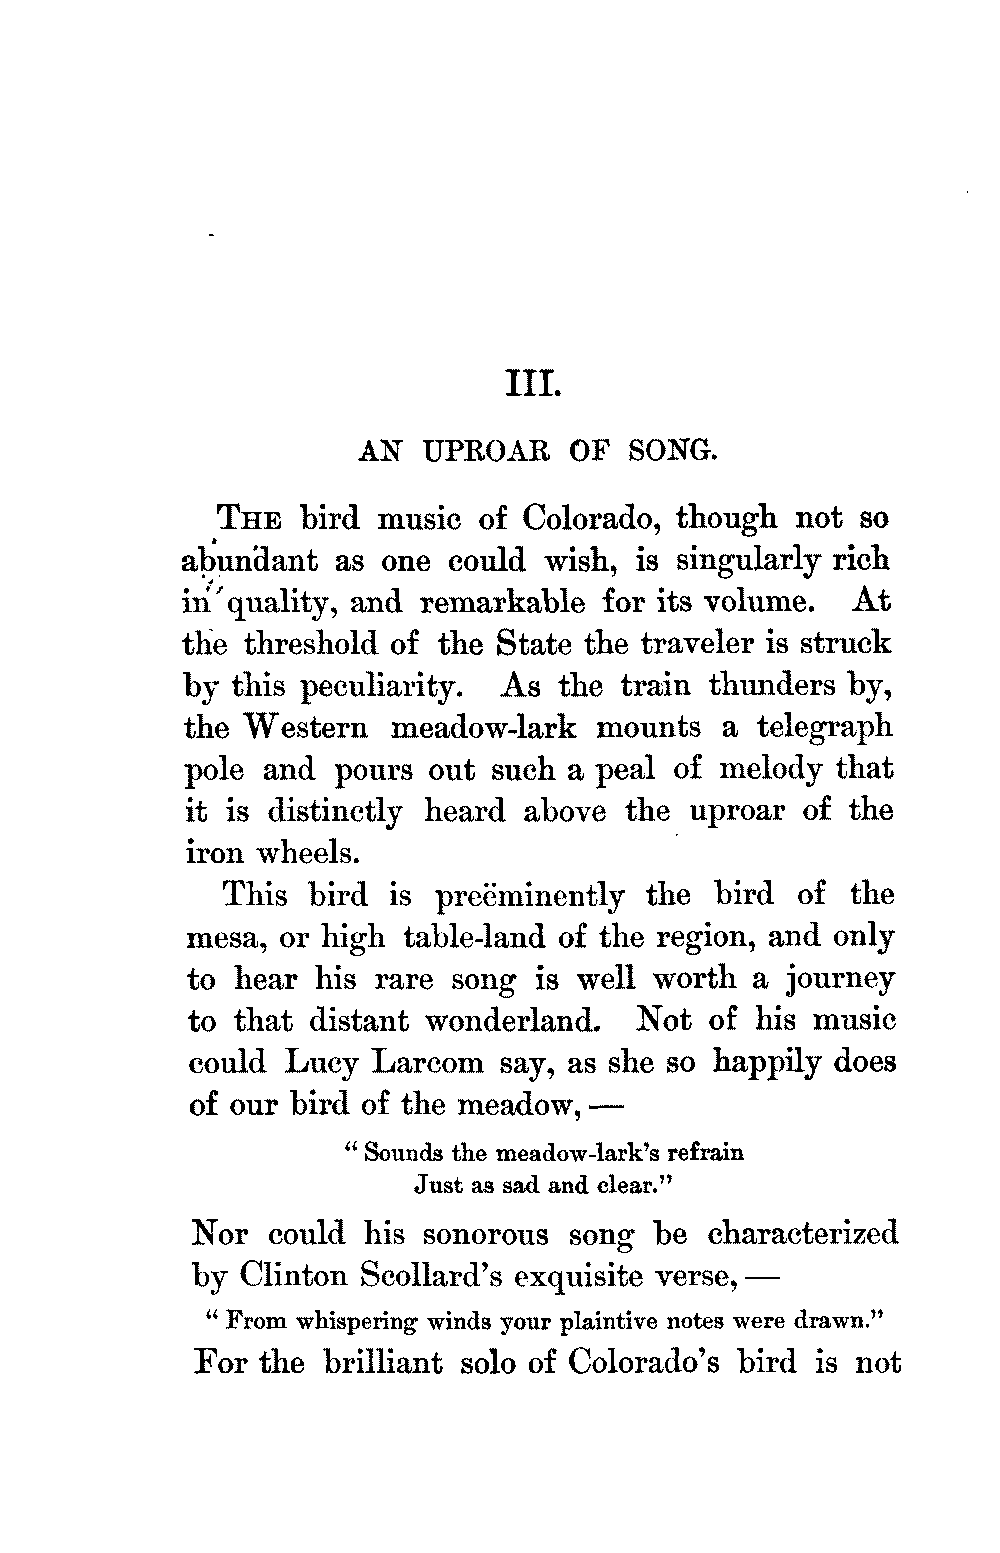 III.
AN UPROAR OF SONG.
THE bird music of Colorado, though not so
abundant as one could wish, is singularly rich
in quality, and remarkable for its volume. At
the threshold of the State the traveler is struck
by this peculiarity. As the train thunders by,
the Western meadow-lark mounts a telegraph
pole and pours out such a peal of melody that
it is distinctly heard above the uproar of the
iron wheels.
This bird is preëminently the bird of the
mesa, or high table-land of the region, and only
to hear his rare song is well worth a journey
to that distant wonderland. Not of his music
could Lucy Larcom say, as she so happily does
of our bird of the meadow, —
“Sounds the meadow-lark's refrain
Just as sad and clear.”
Nor could his sonorous song be characterized
by Clinton Scollard's exquisite verse, —
“From whispering winds your plaintive notes were drawn.”
For the brilliant solo of Colorado's bird is not